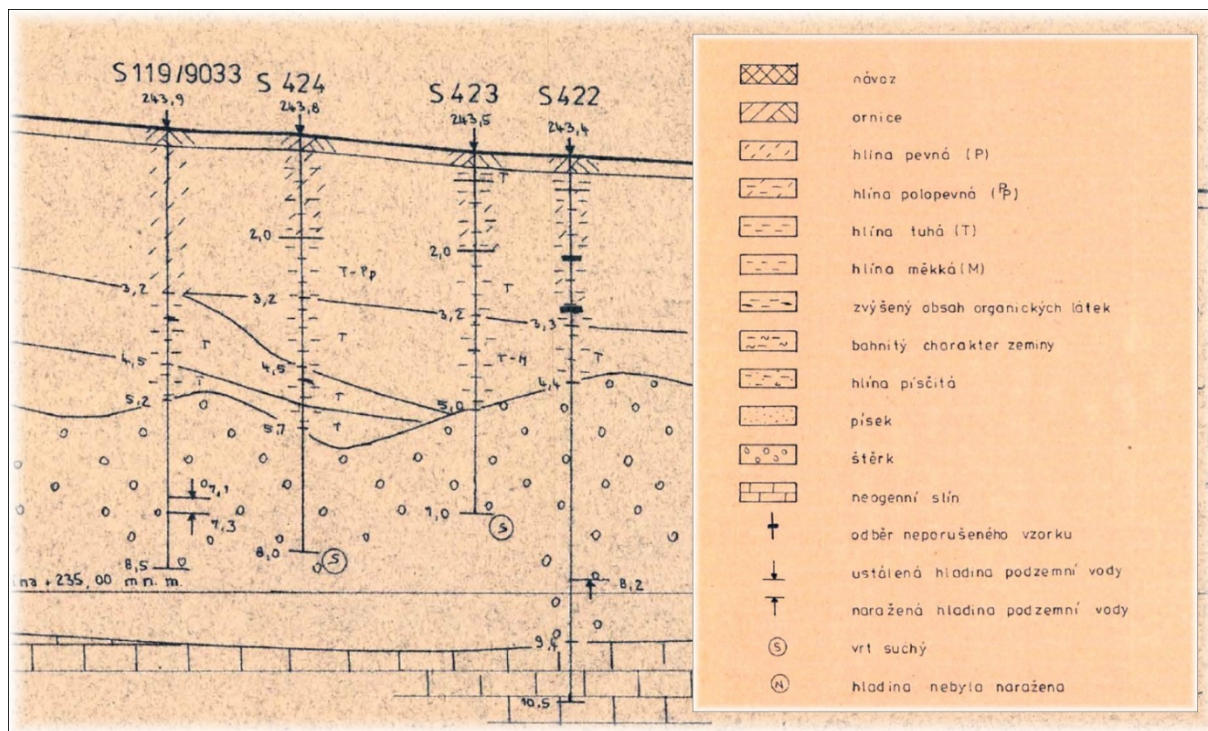 S119/9033
243,9
S 424
243,8
S 423
243,5
S 422
243,4
T
2,0
2,0
T-Pp
T
3,2
3,2
3,2
3,3
T
T
T-M
T
4,5
4,5
4,4
T
5,2
T
5,0
5,7
T
7,1
7,3
7,0
S
8,0
S
8,5
8,2
ina + 235,00 m n. m.
9,4
10,5
návoz
ornice
hlína pevná (P)
hlína polopevná (Pp)
hlína tuhá (T)
hlína měkká (M)
zvýšený obsah organických látek
bahnitý charakter zeminy
hlína písčitá
písek
štěrk
neogenní slín
odběr neporušeného vzorku
ustálená hladina podzemní vody
naražená hladina podzemní vody
S
vrt suchý
N
hladina nebyla naražena